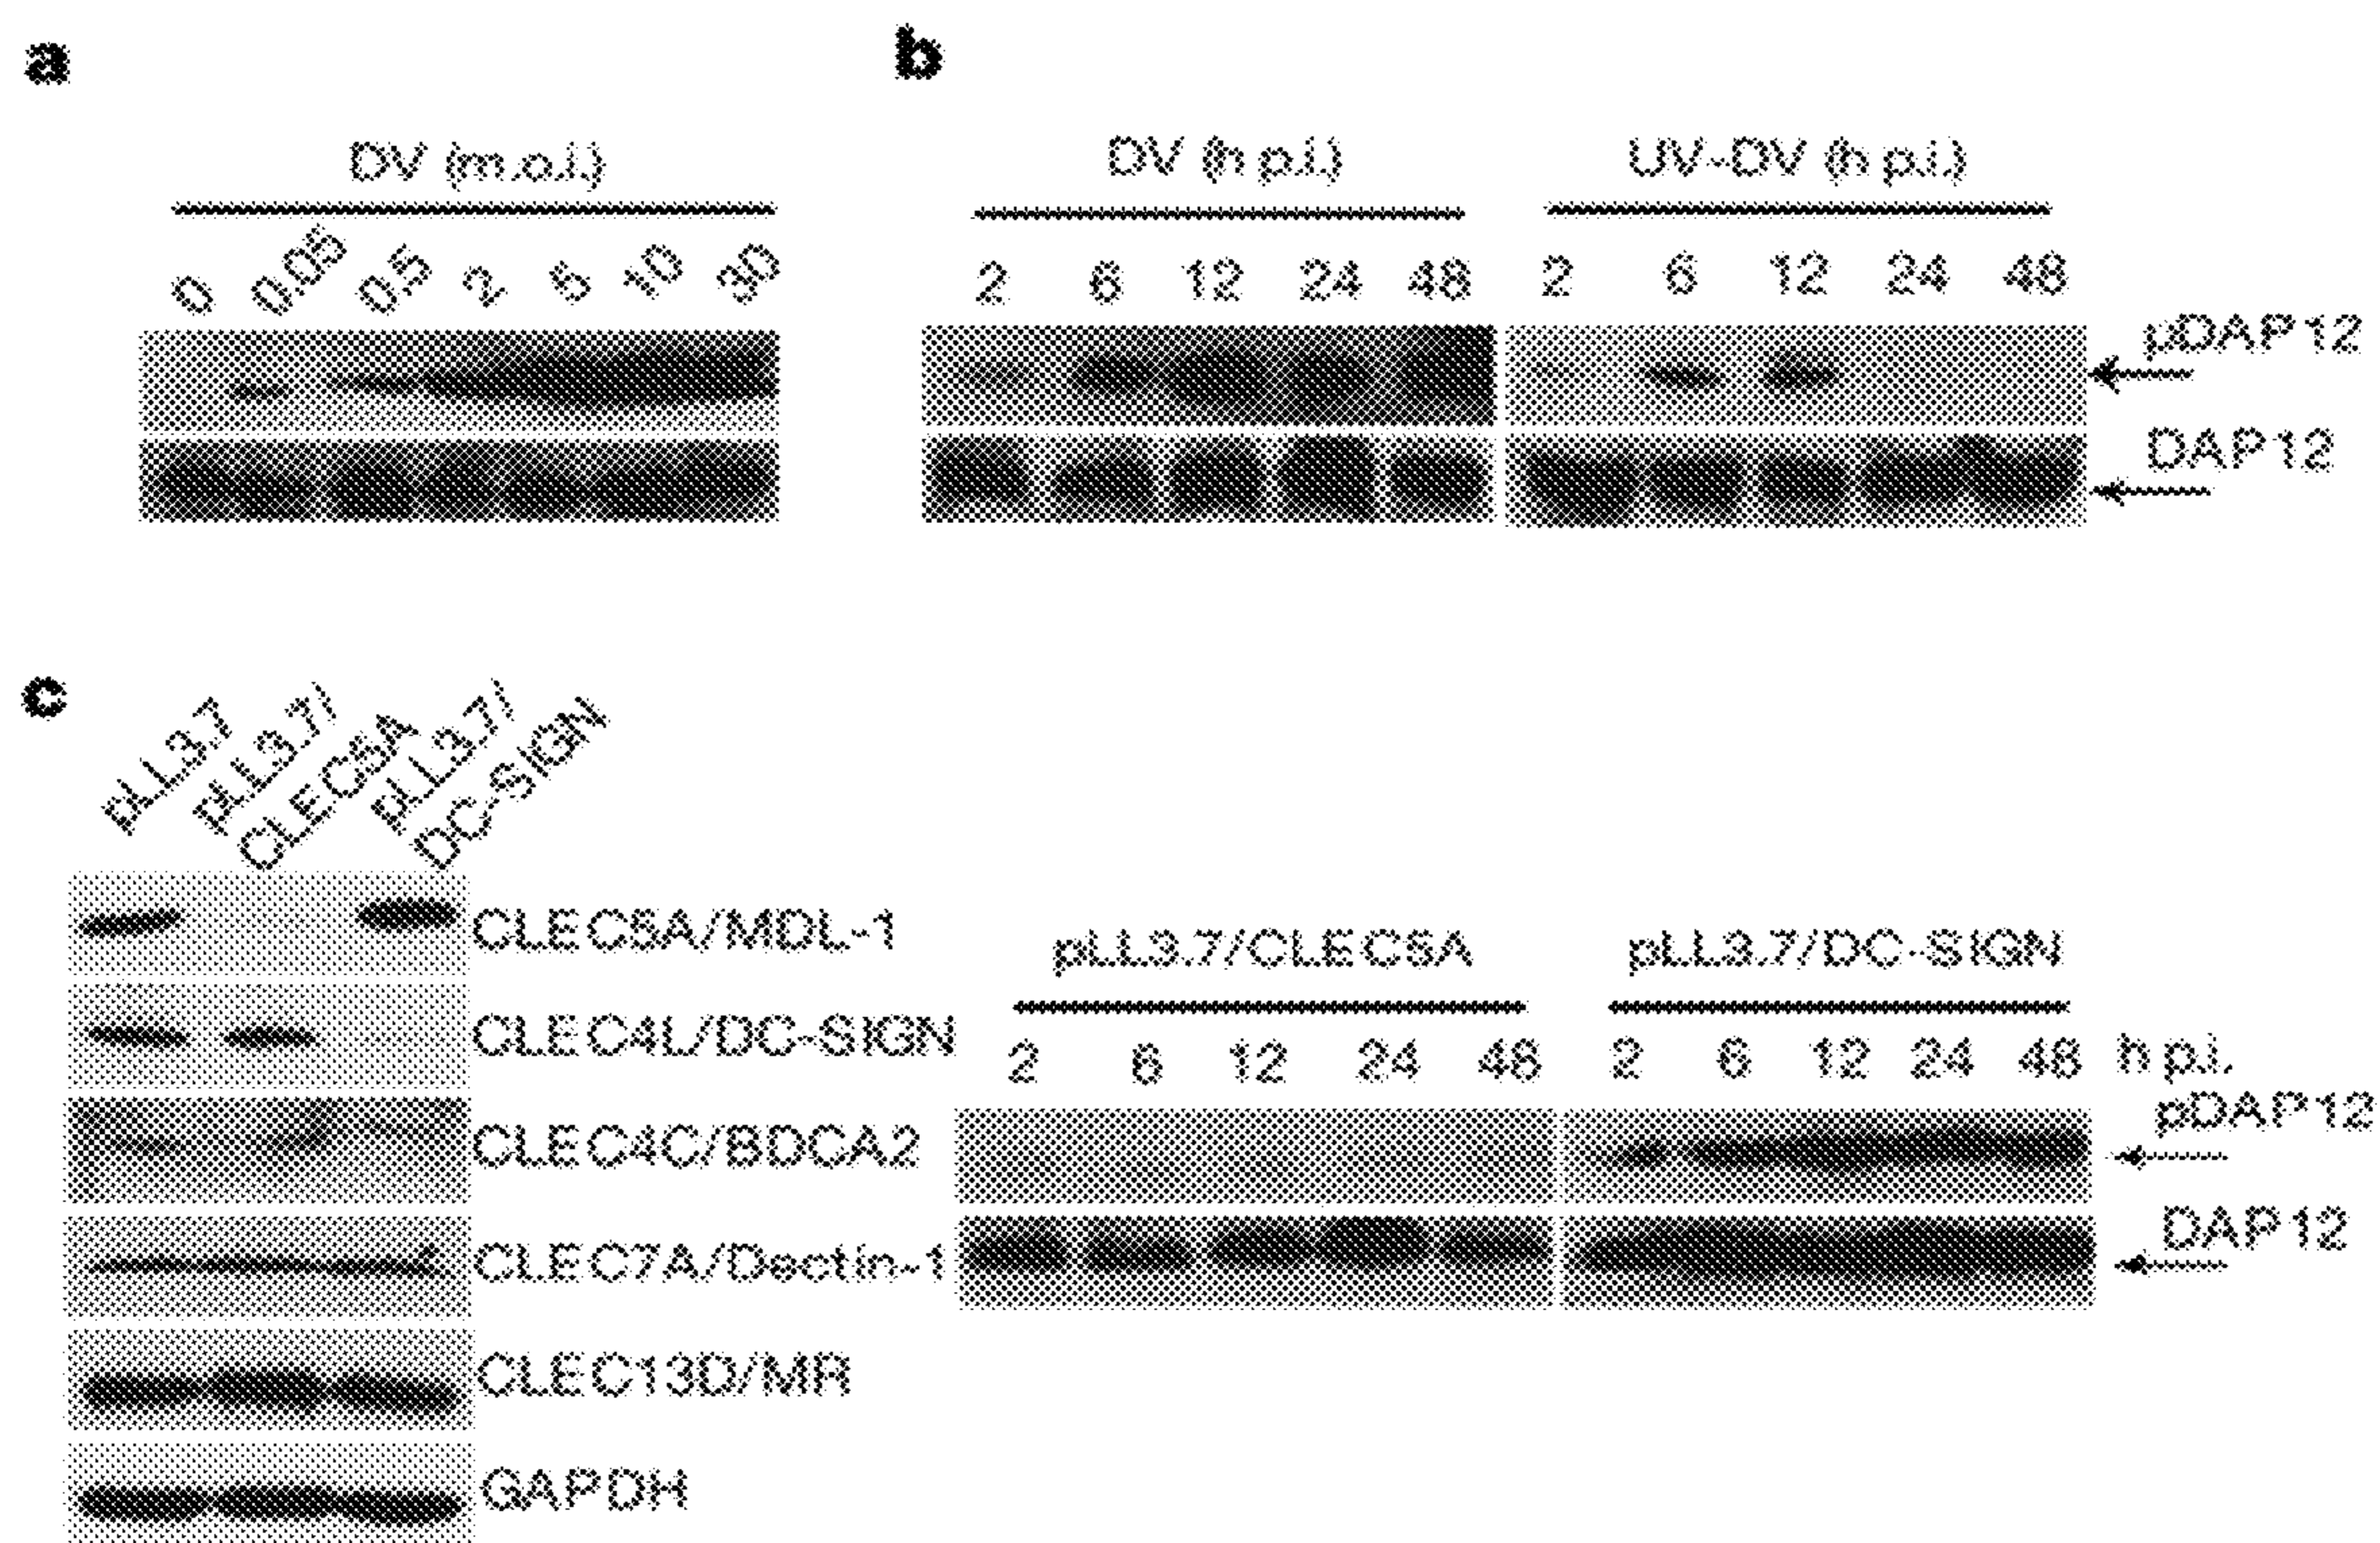 a
DV (m.o.i.)
0 0.05 0.5 2 5 10 30
b
DV (h p.i.) UV-DV (h p.i.)
2 6 12 24 48 2 6 12 24 48
pDAP12
DAP12
c
pLL3.7
pLL3.7/
CLEC5A
pLL3.7/
DC-SIGN
CLEC5A/MDL-1
CLEC4L/DC-SIGN
CLEC4C/BDCA2
CLEC7A/Dectin-1
CLEC13D/MR
GAPDH
pLL3.7/CLEC5A pLL3.7/DC-SIGN
2 6 12 24 48 2 6 12 24 48 h p.i.
pDAP12
DAP12